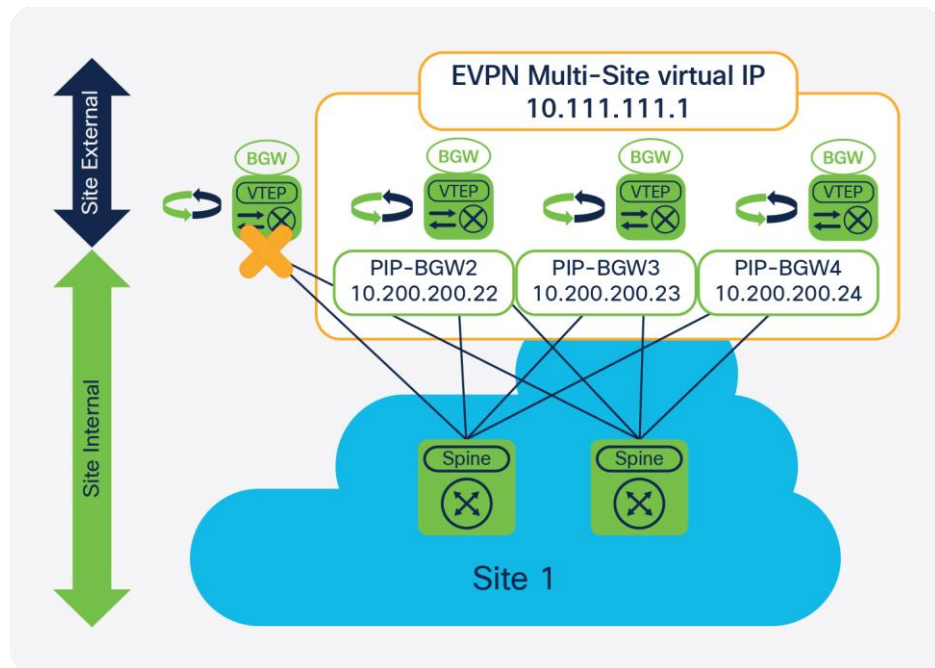 EVPN Multi-Site virtual IP
10.111.111.1
Site External
BGW
BGW
BGW
BGW
VTEP
VTEP
VTEP
VTEP
PIP-BGW2
10.200.200.22
PIP-BGW3
10.200.200.23
PIP-BGW4
10.200.200.24
Site Internal
Spine
Spine
Site 1